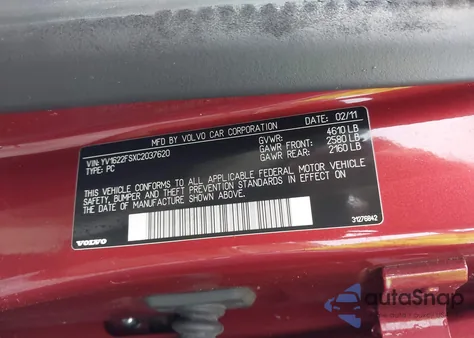 MFD. BY VOLVO CAR CORPORATION 02/11
VIN: YV1622FSXC2037620 GVWR: 4610 LB
TYPE: PC GAWR FRONT: 2580 LB
GAWR REAR: 2160 LB
THIS VEHICLE CONFORMS TO ALL APPLICABLE FEDERAL MOTOR VEHICLE
SAFETY, BUMPER AND THEFT PREVENTION STANDARDS IN EFFECT ON
THE DATE OF MANUFACTURE SHOWN ABOVE.
VOLVO 31276842
autoSnap